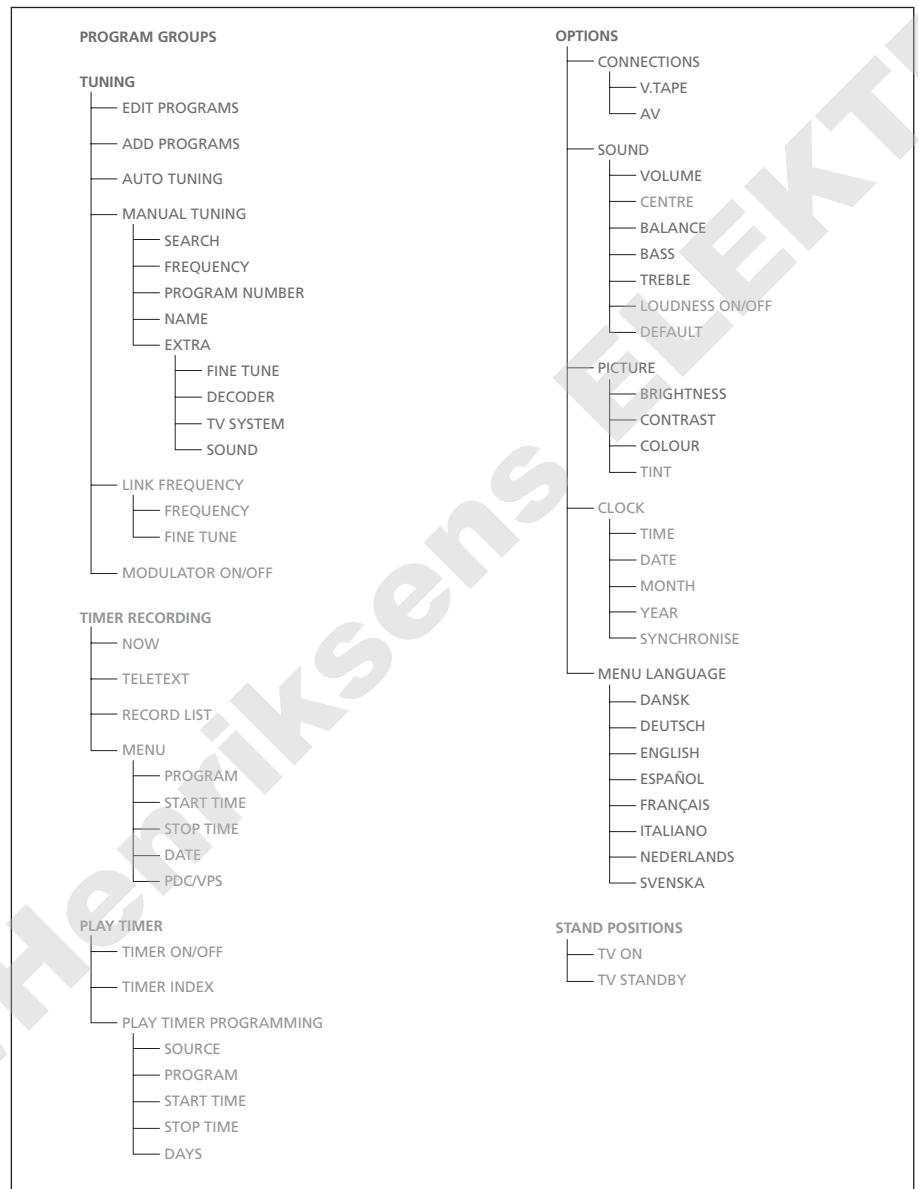 PROGRAM GROUPS
TUNING
EDIT PROGRAMS
ADD PROGRAMS
AUTO TUNING
MANUAL TUNING
SEARCH
FREQUENCY
PROGRAM NUMBER
NAME
EXTRA
FINE TUNE
DECODER
TV SYSTEM
SOUND
LINK FREQUENCY
FREQUENCY
FINE TUNE
MODULATOR ON/OFF
TIMER RECORDING
NOW
TELETEXT
RECORD LIST
MENU
PROGRAM
START TIME
STOP TIME
DATE
PDC/VPS
PLAY TIMER
TIMER ON/OFF
TIMER INDEX
PLAY TIMER PROGRAMMING
SOURCE
PROGRAM
START TIME
STOP TIME
DAYS
OPTIONS
CONNECTIONS
V.TAPE
AV
SOUND
VOLUME
CENTRE
BALANCE
BASS
TREBLE
LOUDNESS ON/OFF
DEFAULT
PICTURE
BRIGHTNESS
CONTRAST
COLOUR
TINT
CLOCK
TIME
DATE
MONTH
YEAR
SYNCHRONISE
MENU LANGUAGE
DANSK
DEUTSCH
ENGLISH
ESPAÑOL
FRANÇAIS
ITALIANO
NEDERLANDS
SVENSKA
STAND POSITIONS
TV ON
TV STANDBY
Henriksens ELEKT